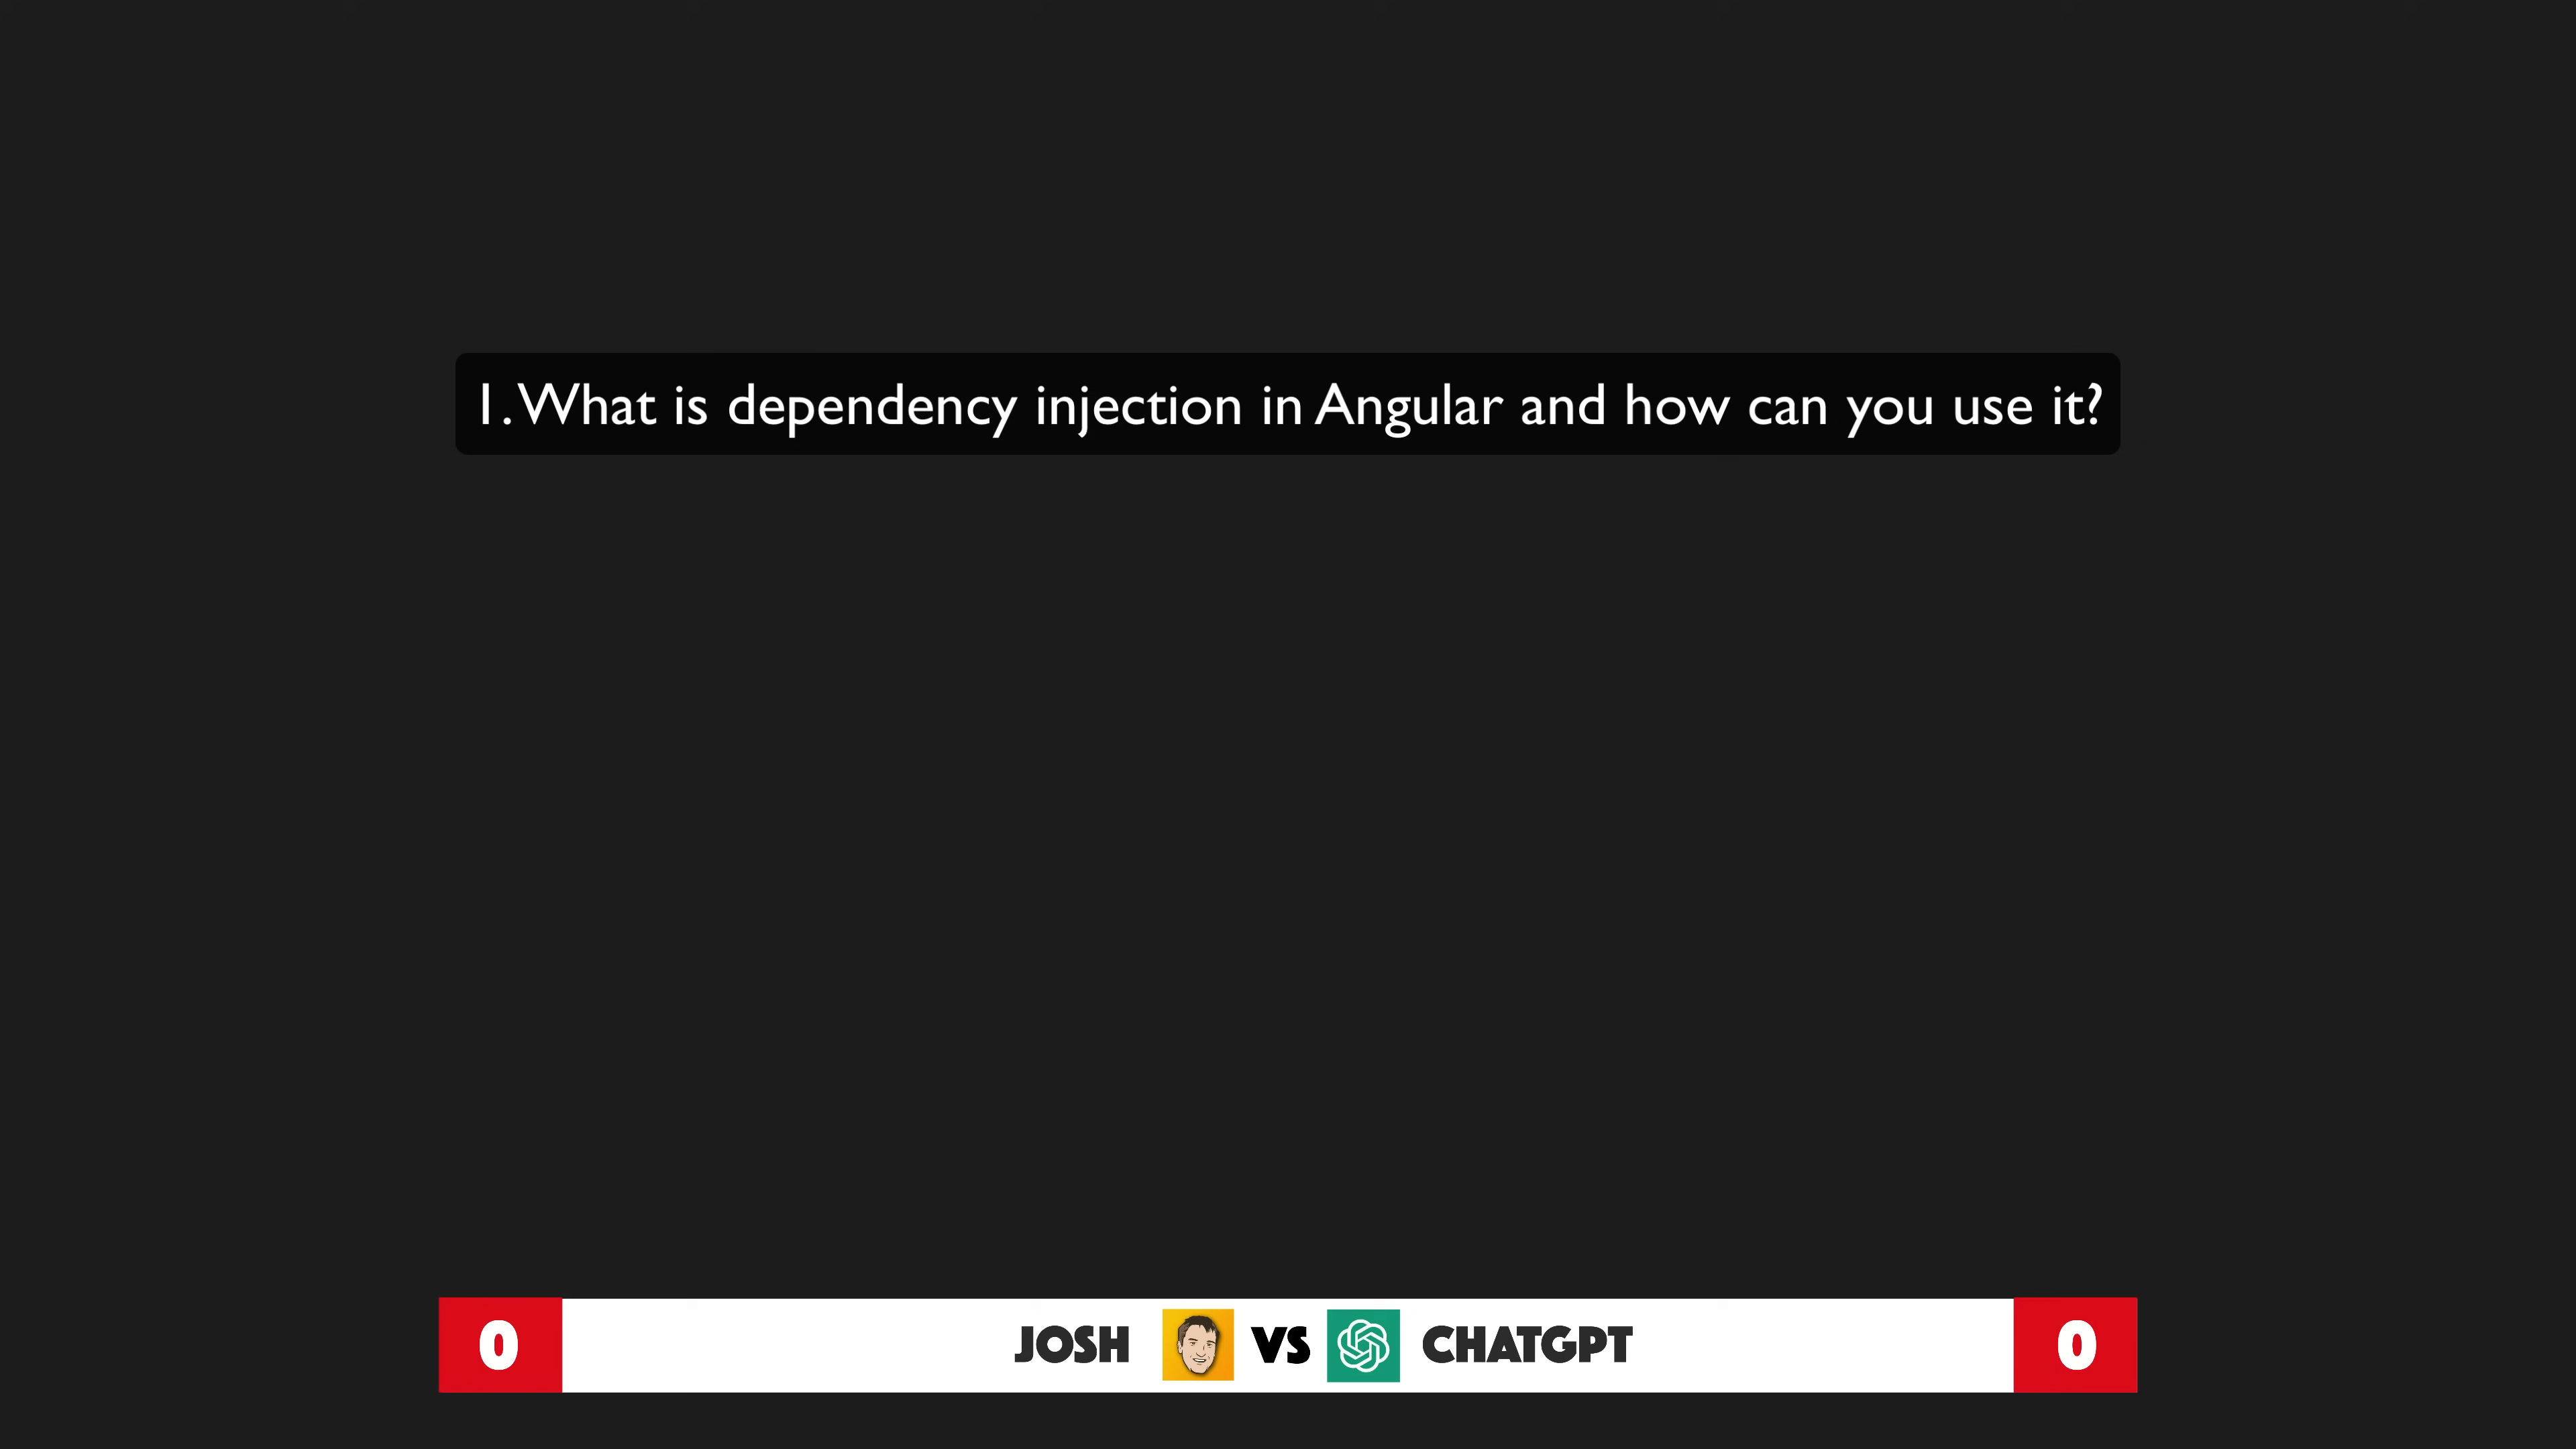 1. What is dependency injection in Angular and how can you use it?
0 JOSH VS CHATGPT 0